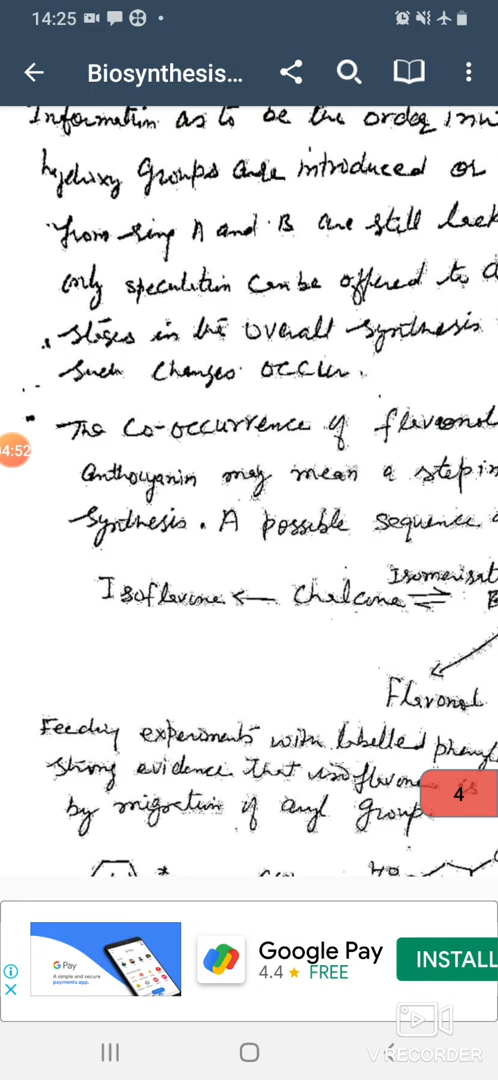 14:25
Biosynthesis...
Information as to be the order
hydroxy Groups are introduced or
from ring A and B are still
only speculation can be offered to
stages in the overall synthesis
such changes occur.
The co-occurrence of
anthocyanin may mean a step in
synthesis. A possible sequence
Isomerisat
Isoflavone ← Chalcone ⇌
Flavonol
Feeding experiments with labelled
strong evidence that isoflavone is
by migration of aryl group
04:52
4
G Pay
A simple and secure
payments app.
Google Pay
4.4 ★ FREE
INSTALL
V RECORDER